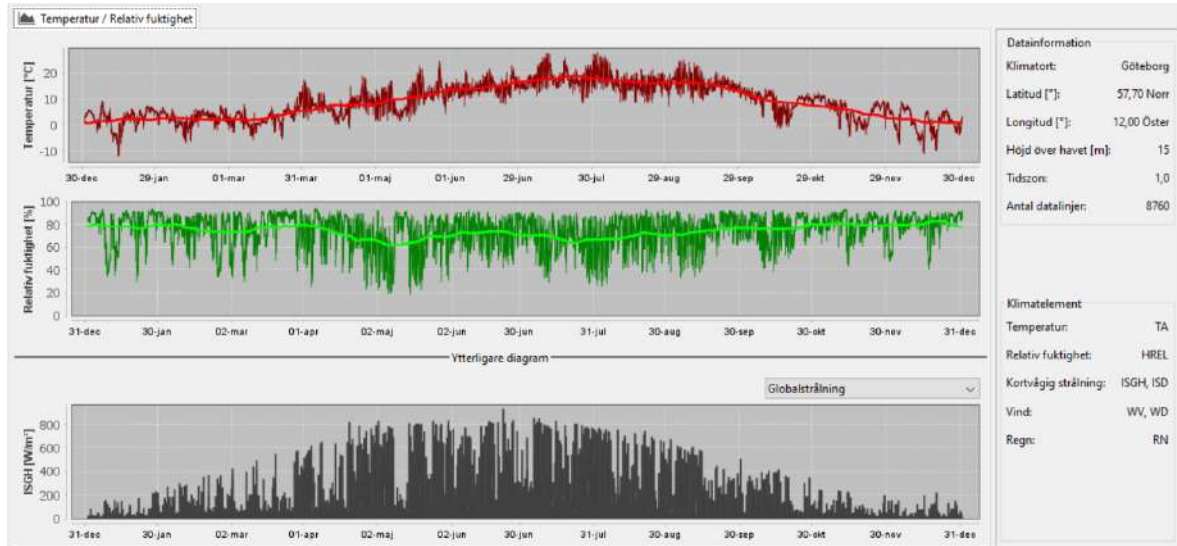 Temperatur / Relativ fuktighet
Temperatur [°C]
20
10
0
-10
30-dec 29-jan 01-mar 31-mar 01-maj 01-jun 29-jun 30-jul 29-aug 29-sep 29-okt 29-nov 30-dec
Relativ fuktighet [%]
100
80
60
40
20
0
31-dec 30-jan 02-mar 01-apr 02-maj 02-jun 30-jun 31-jul 30-aug 30-sep 30-okt 30-nov 31-dec
Ytterligare diagram
Globalstrålning
ISGH [W/m²]
800
600
400
200
0
31-dec 30-jan 02-mar 01-apr 02-maj 02-jun 30-jun 31-jul 30-aug 30-sep 30-okt 30-nov 31-dec
Datainformation
Klimatort: Göteborg
Latitud [°]: 57,70 Norr
Longitud [°]: 12,00 Öster
Höjd över havet [m]: 15
Tidszon: 1,0
Antal datalinjer: 8760
Klimatelement
Temperatur: TA
Relativ fuktighet: HREL
Kortvågig strålning: ISGH, ISD
Vind: WV, WD
Regn: RN